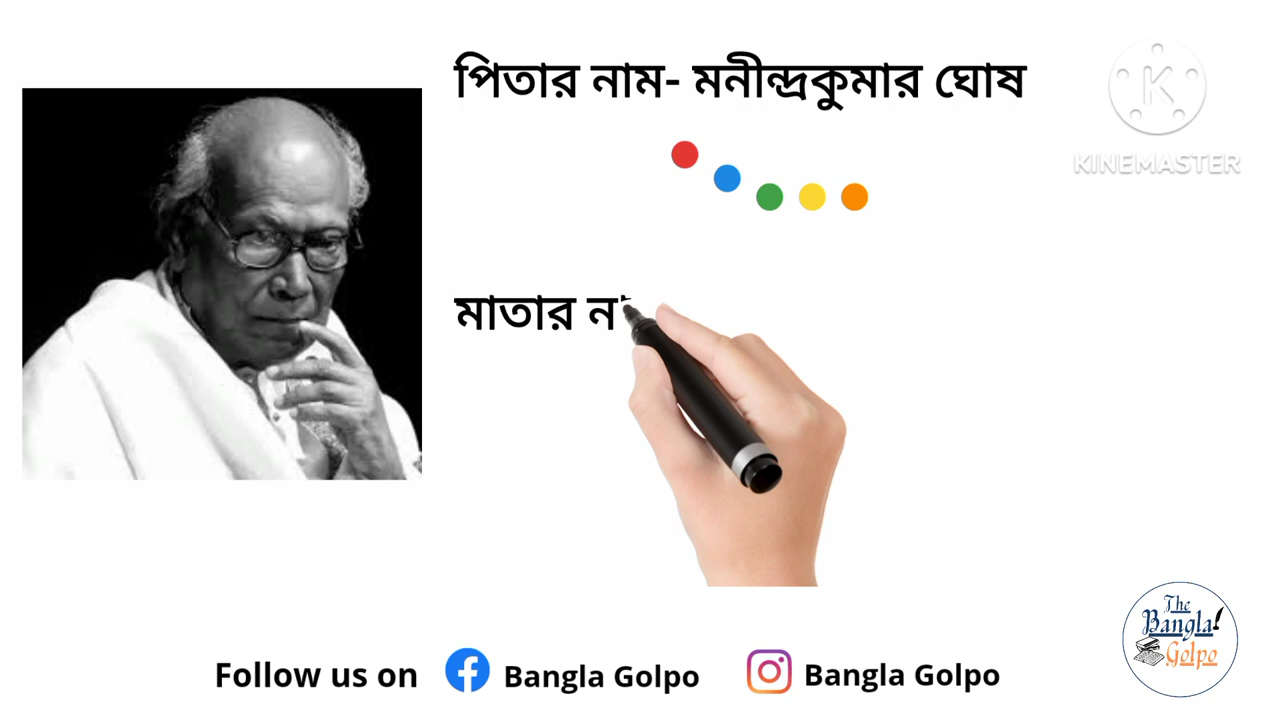 পিতার নাম- মনীন্দ্রকুমার ঘোষ
K
KINEMASTER
মাতার
Follow us on Bangla Golpo Bangla Golpo
The
Bangla!
Golpo